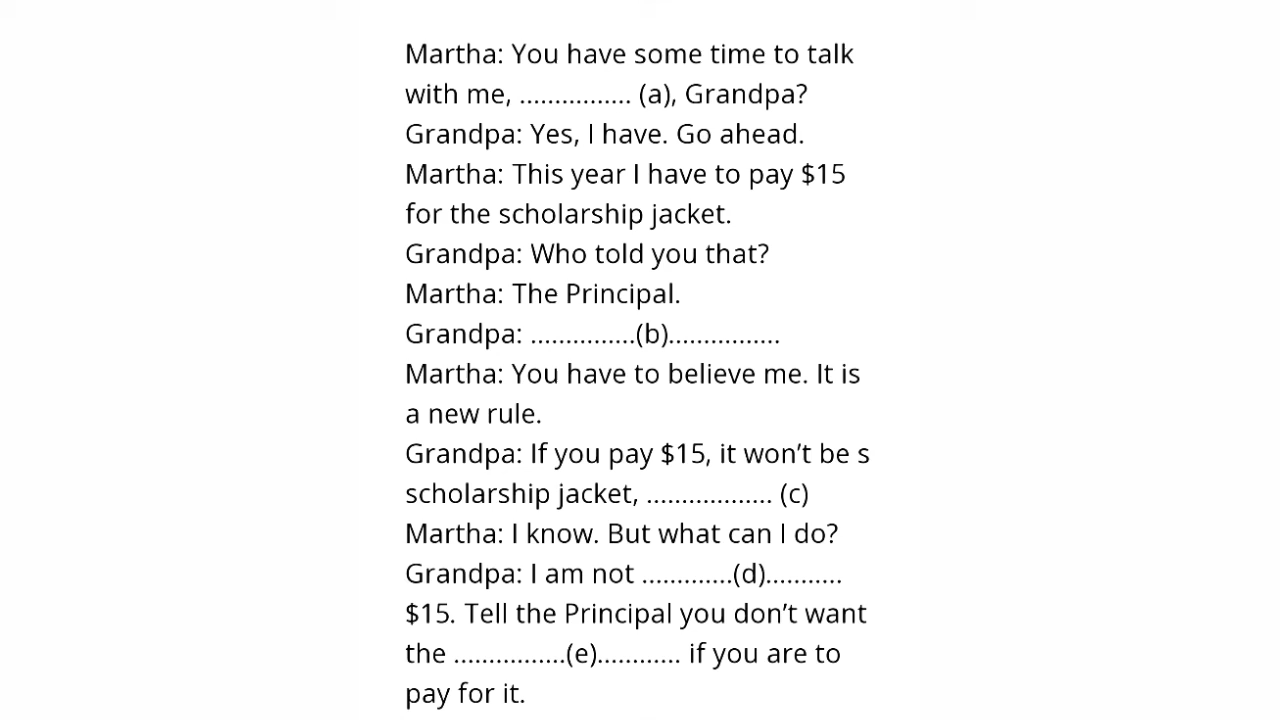 Martha: You have some time to talk
with me, ................ (a), Grandpa?
Grandpa: Yes, I have. Go ahead.
Martha: This year I have to pay $15
for the scholarship jacket.
Grandpa: Who told you that?
Martha: The Principal.
Grandpa: ...............(b)................
Martha: You have to believe me. It is
a new rule.
Grandpa: If you pay $15, it won’t be s
scholarship jacket, .................. (c)
Martha: I know. But what can I do?
Grandpa: I am not .............(d)...........
$15. Tell the Principal you don’t want
the ................(e)............ if you are to
pay for it.